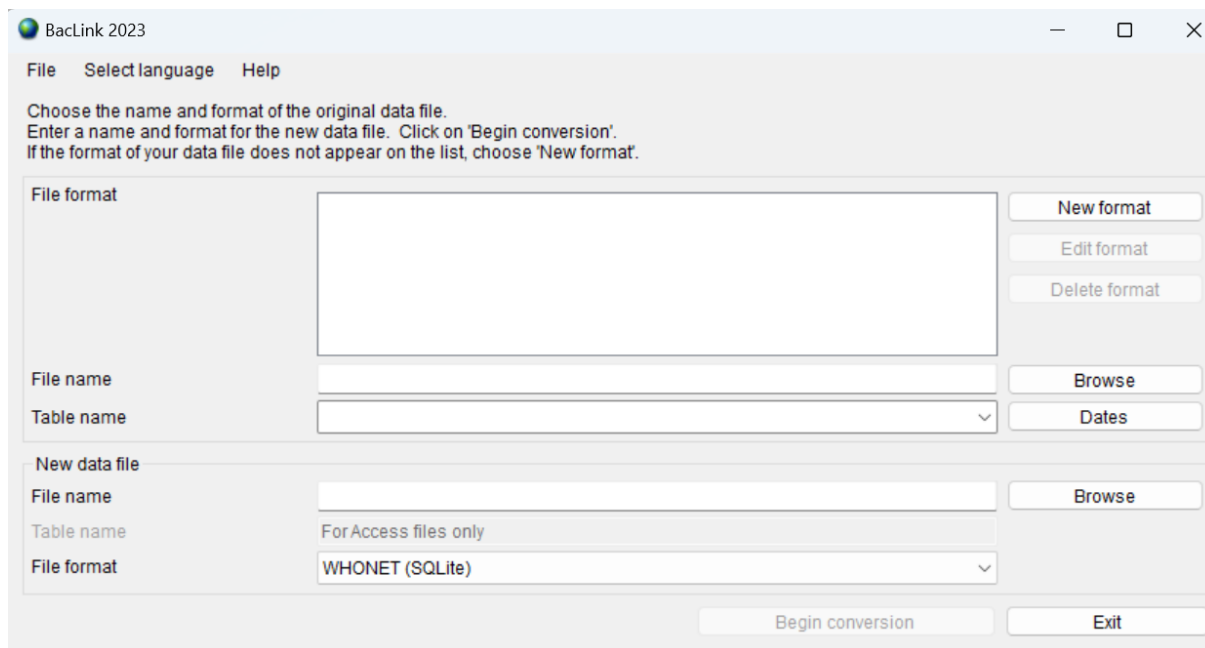 BacLink 2023
File Select language Help
Choose the name and format of the original data file.
Enter a name and format for the new data file. Click on 'Begin conversion'.
If the format of your data file does not appear on the list, choose 'New format'.
File format
New format
Edit format
Delete format
File name
Browse
Table name
Dates
New data file
File name
Browse
Table name For Access files only
File format WHONET (SQLite)
Begin conversion Exit